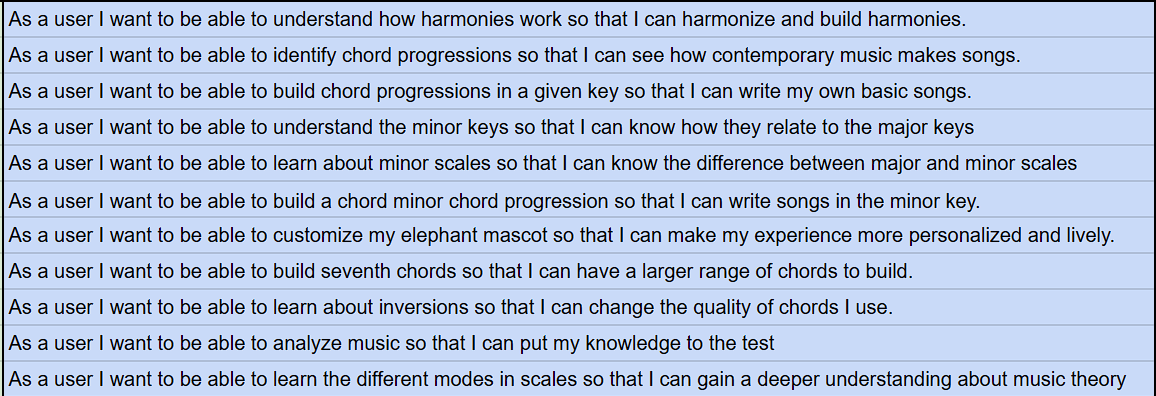 As a user I want to be able to understand how harmonies work so that I can harmonize and build harmonies.
As a user I want to be able to identify chord progressions so that I can see how contemporary music makes songs.
As a user I want to be able to build chord progressions in a given key so that I can write my own basic songs.
As a user I want to be able to understand the minor keys so that I can know how they relate to the major keys
As a user I want to be able to learn about minor scales so that I can know the difference between major and minor scales
As a user I want to be able to build a chord minor chord progression so that I can write songs in the minor key.
As a user I want to be able to customize my elephant mascot so that I can make my experience more personalized and lively.
As a user I want to be able to build seventh chords so that I can have a larger range of chords to build.
As a user I want to be able to learn about inversions so that I can change the quality of chords I use.
As a user I want to be able to analyze music so that I can put my knowledge to the test
As a user I want to be able to learn the different modes in scales so that I can gain a deeper understanding about music theory